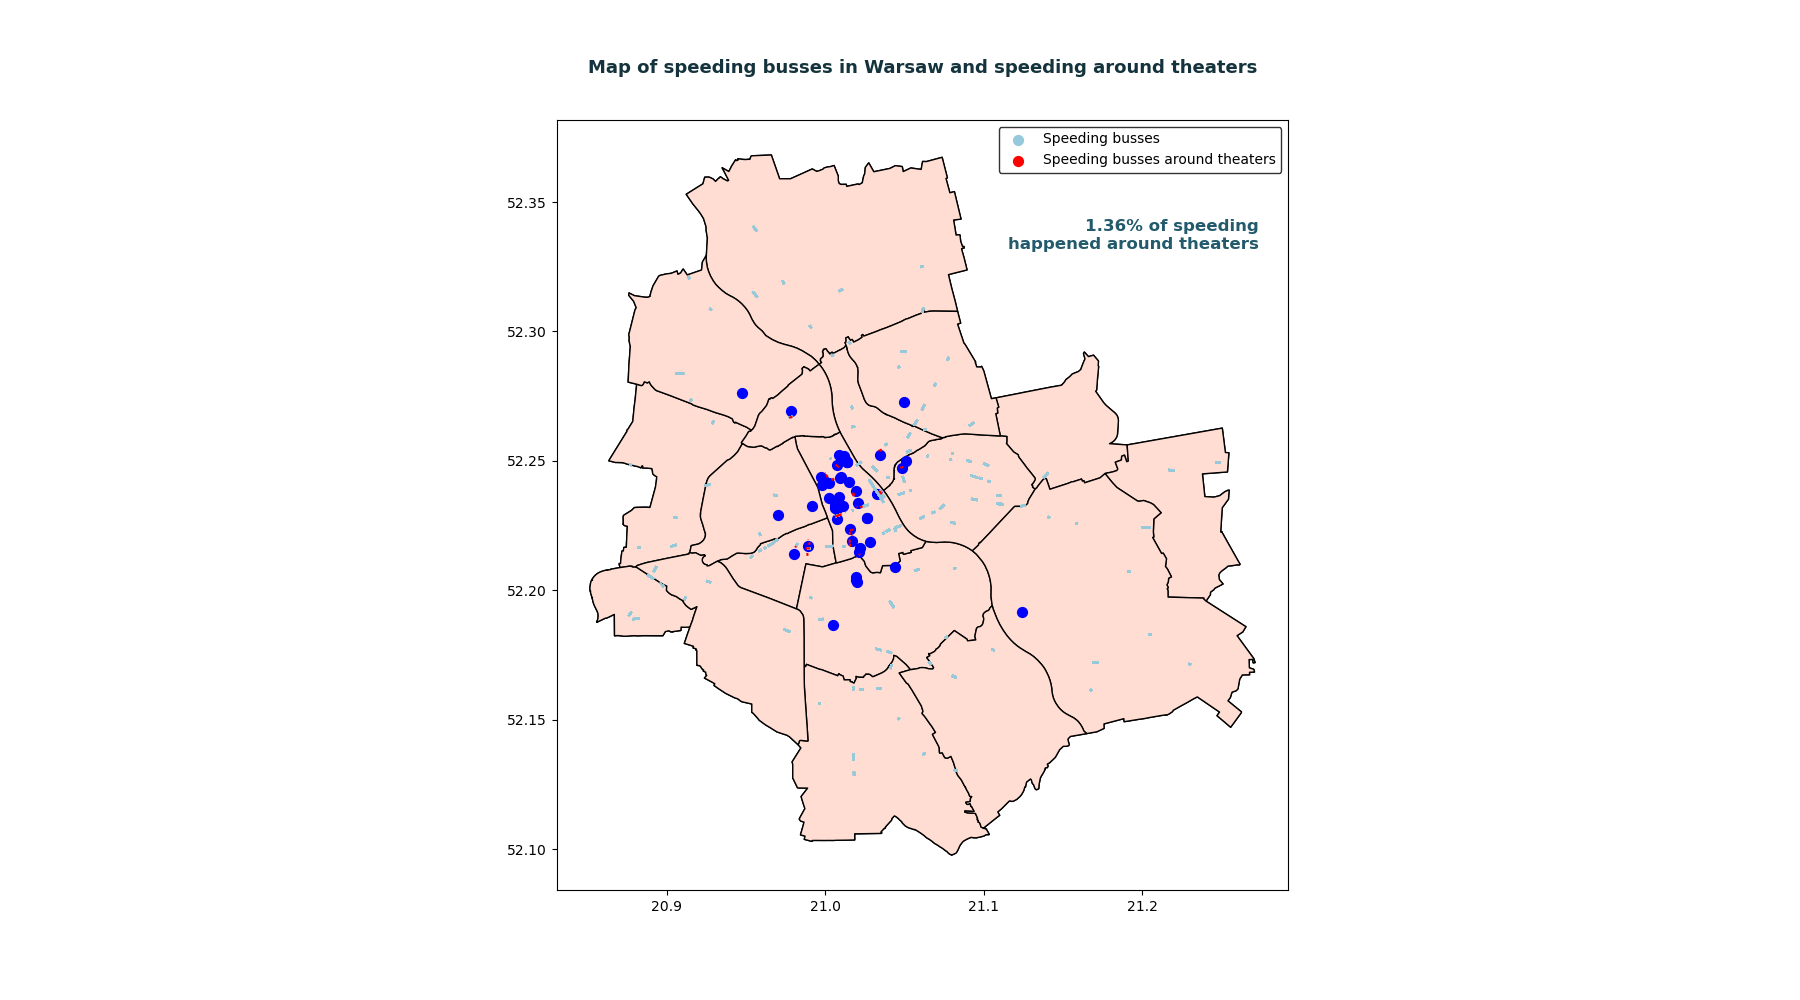 Map of speeding busses in Warsaw and speeding around theaters
Speeding busses
Speeding busses around theaters
1.36% of speeding
happened around theaters
52.35
52.30
52.25
52.20
52.15
52.10
20.9
21.0
21.1
21.2